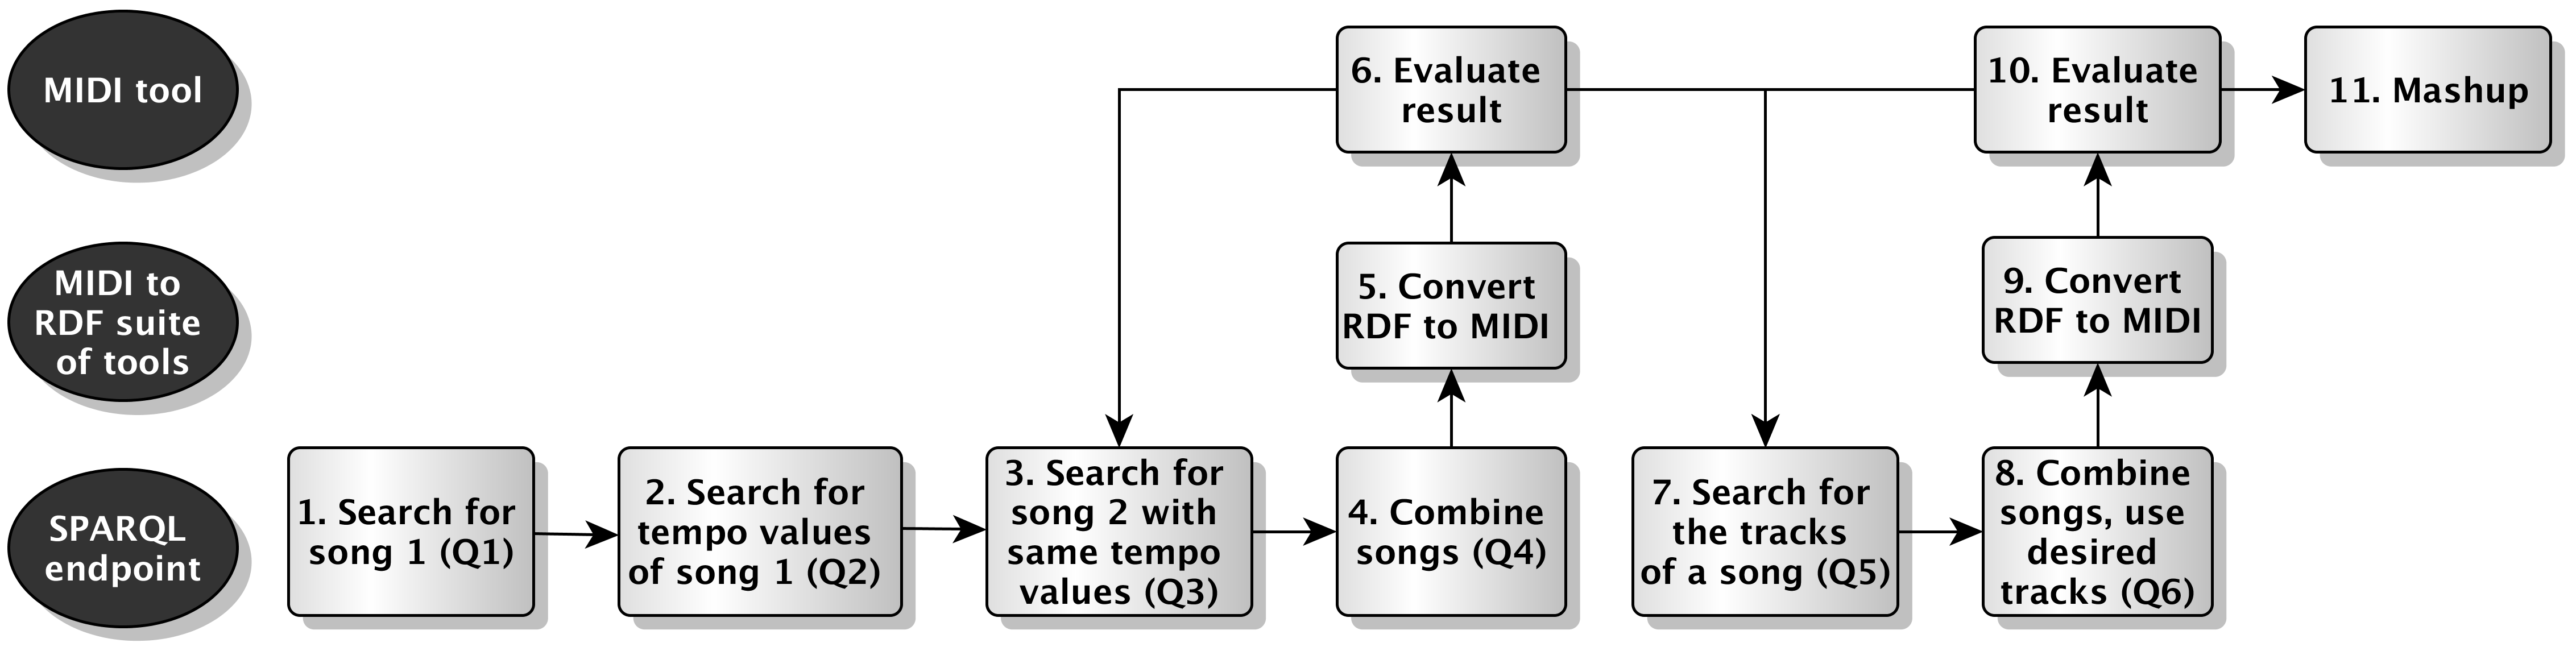 MIDI tool
6. Evaluate
result
10. Evaluate
result
11. Mashup
MIDI to
RDF suite
of tools
5. Convert
RDF to MIDI
9. Convert
RDF to MIDI
SPARQL
endpoint
1. Search for
song 1 (Q1)
2. Search for
tempo values
of song 1 (Q2)
3. Search for
song 2 with
same tempo
values (Q3)
4. Combine
songs (Q4)
7. Search for
the tracks
of a song (Q5)
8. Combine
songs, use
desired
tracks (Q6)